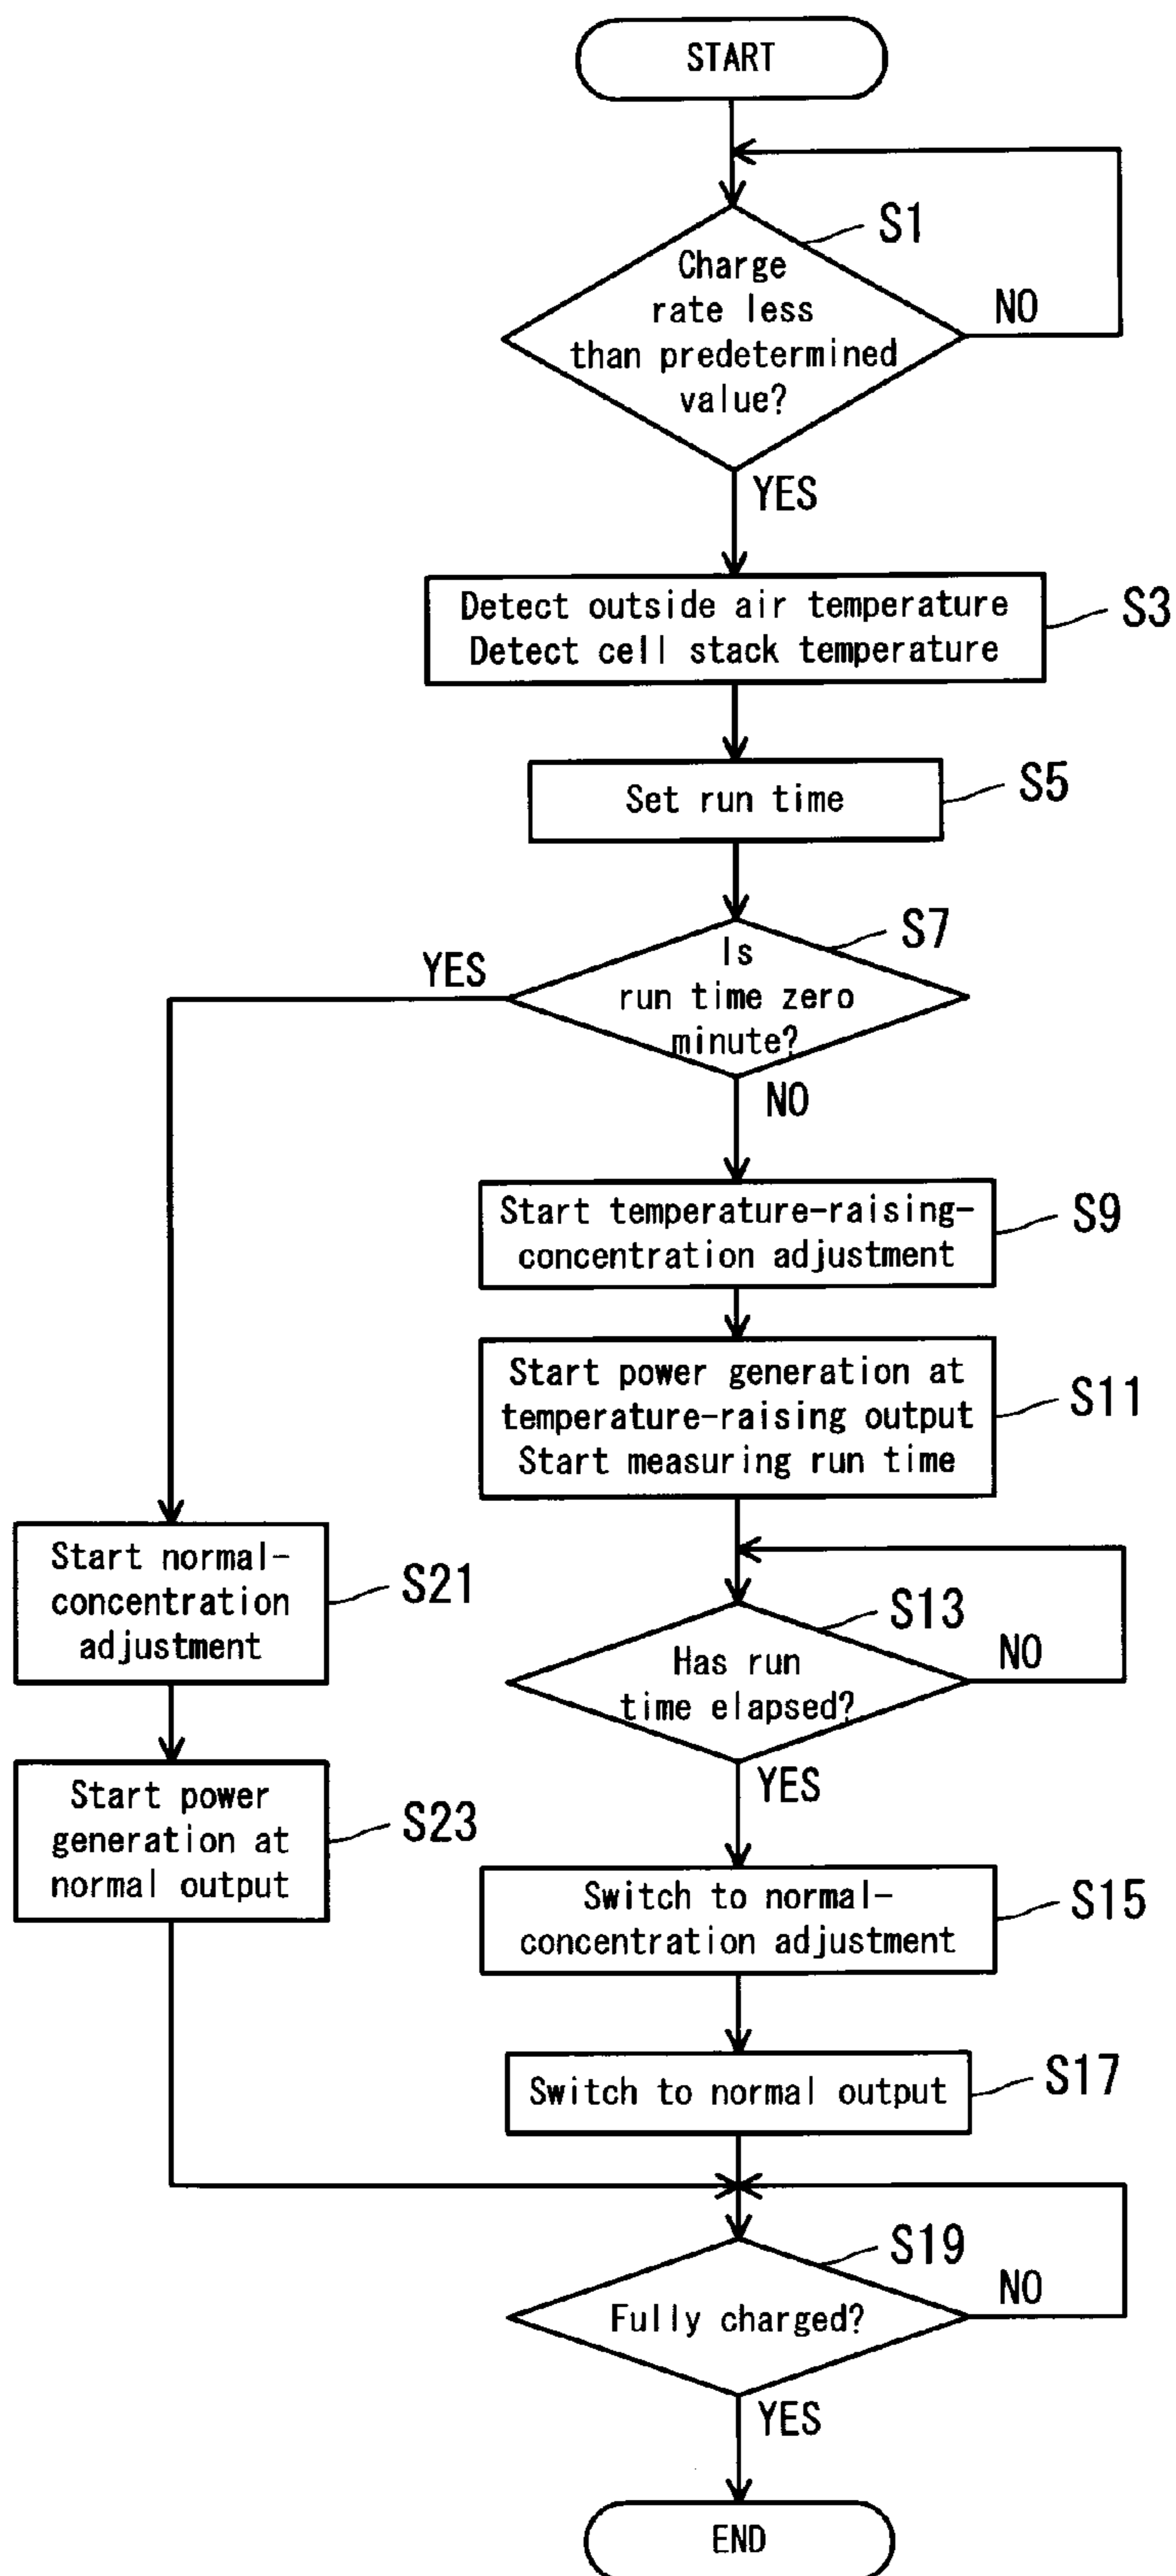 START
S1
Charge
rate less
than predetermined
value?
NO
YES
Detect outside air temperature
Detect cell stack temperature
S3
Set run time
S5
S7
YES
Is
run time zero
minute?
NO
Start temperature-raising-
concentration adjustment
S9
Start power generation at
temperature-raising output
Start measuring run time
S11
Start normal-
concentration
adjustment
S21
S13
Has run
time elapsed?
NO
YES
Start power
generation at
normal output
S23
Switch to normal-
concentration adjustment
S15
Switch to normal output
S17
S19
Fully charged?
NO
YES
END